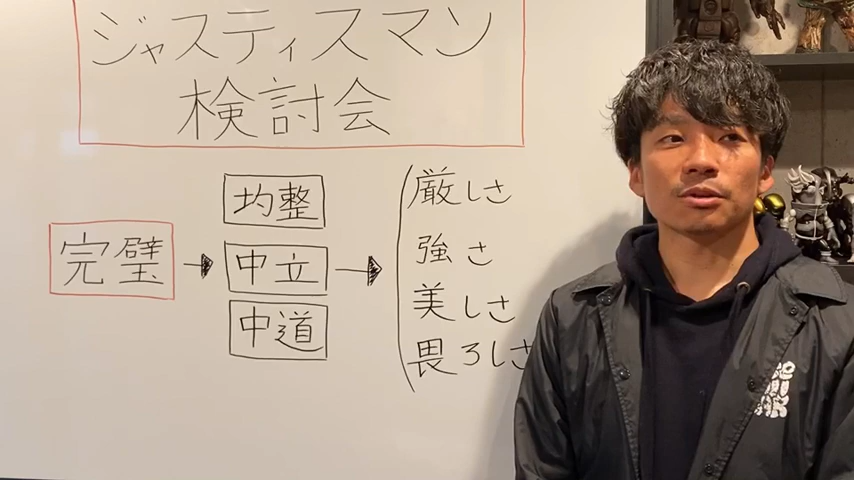 ジャスティスマン
検討会
完璧
均整
中立
中道
厳しさ
強さ
美しさ
畏ろしさ